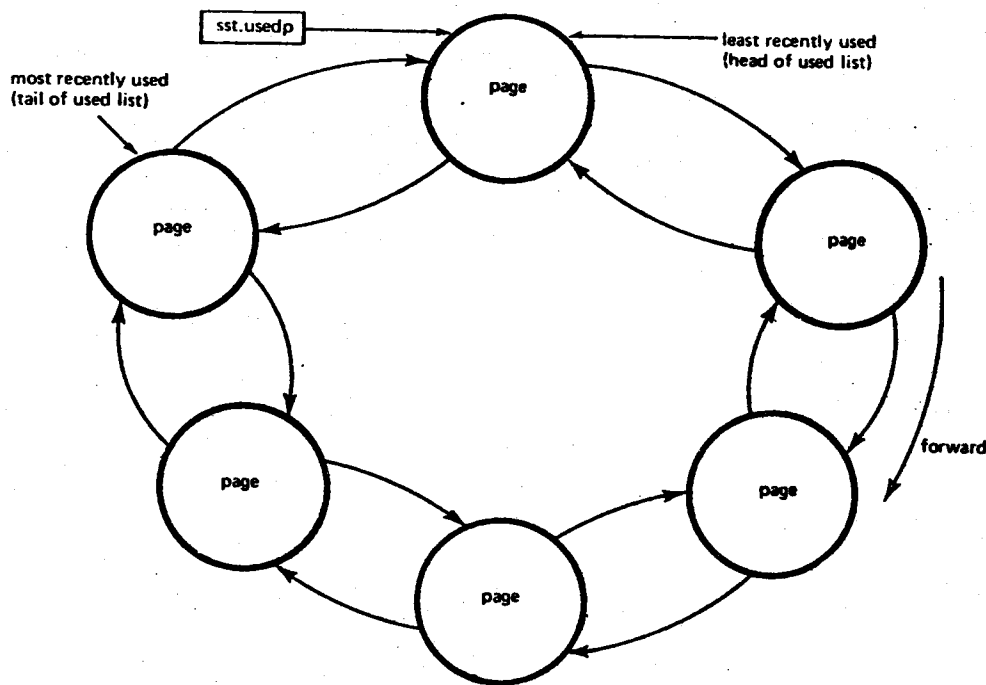 sst.usedp
least recently used
(head of used list)
most recently used
(tail of used list)
page
page
page
page
page
page
forward